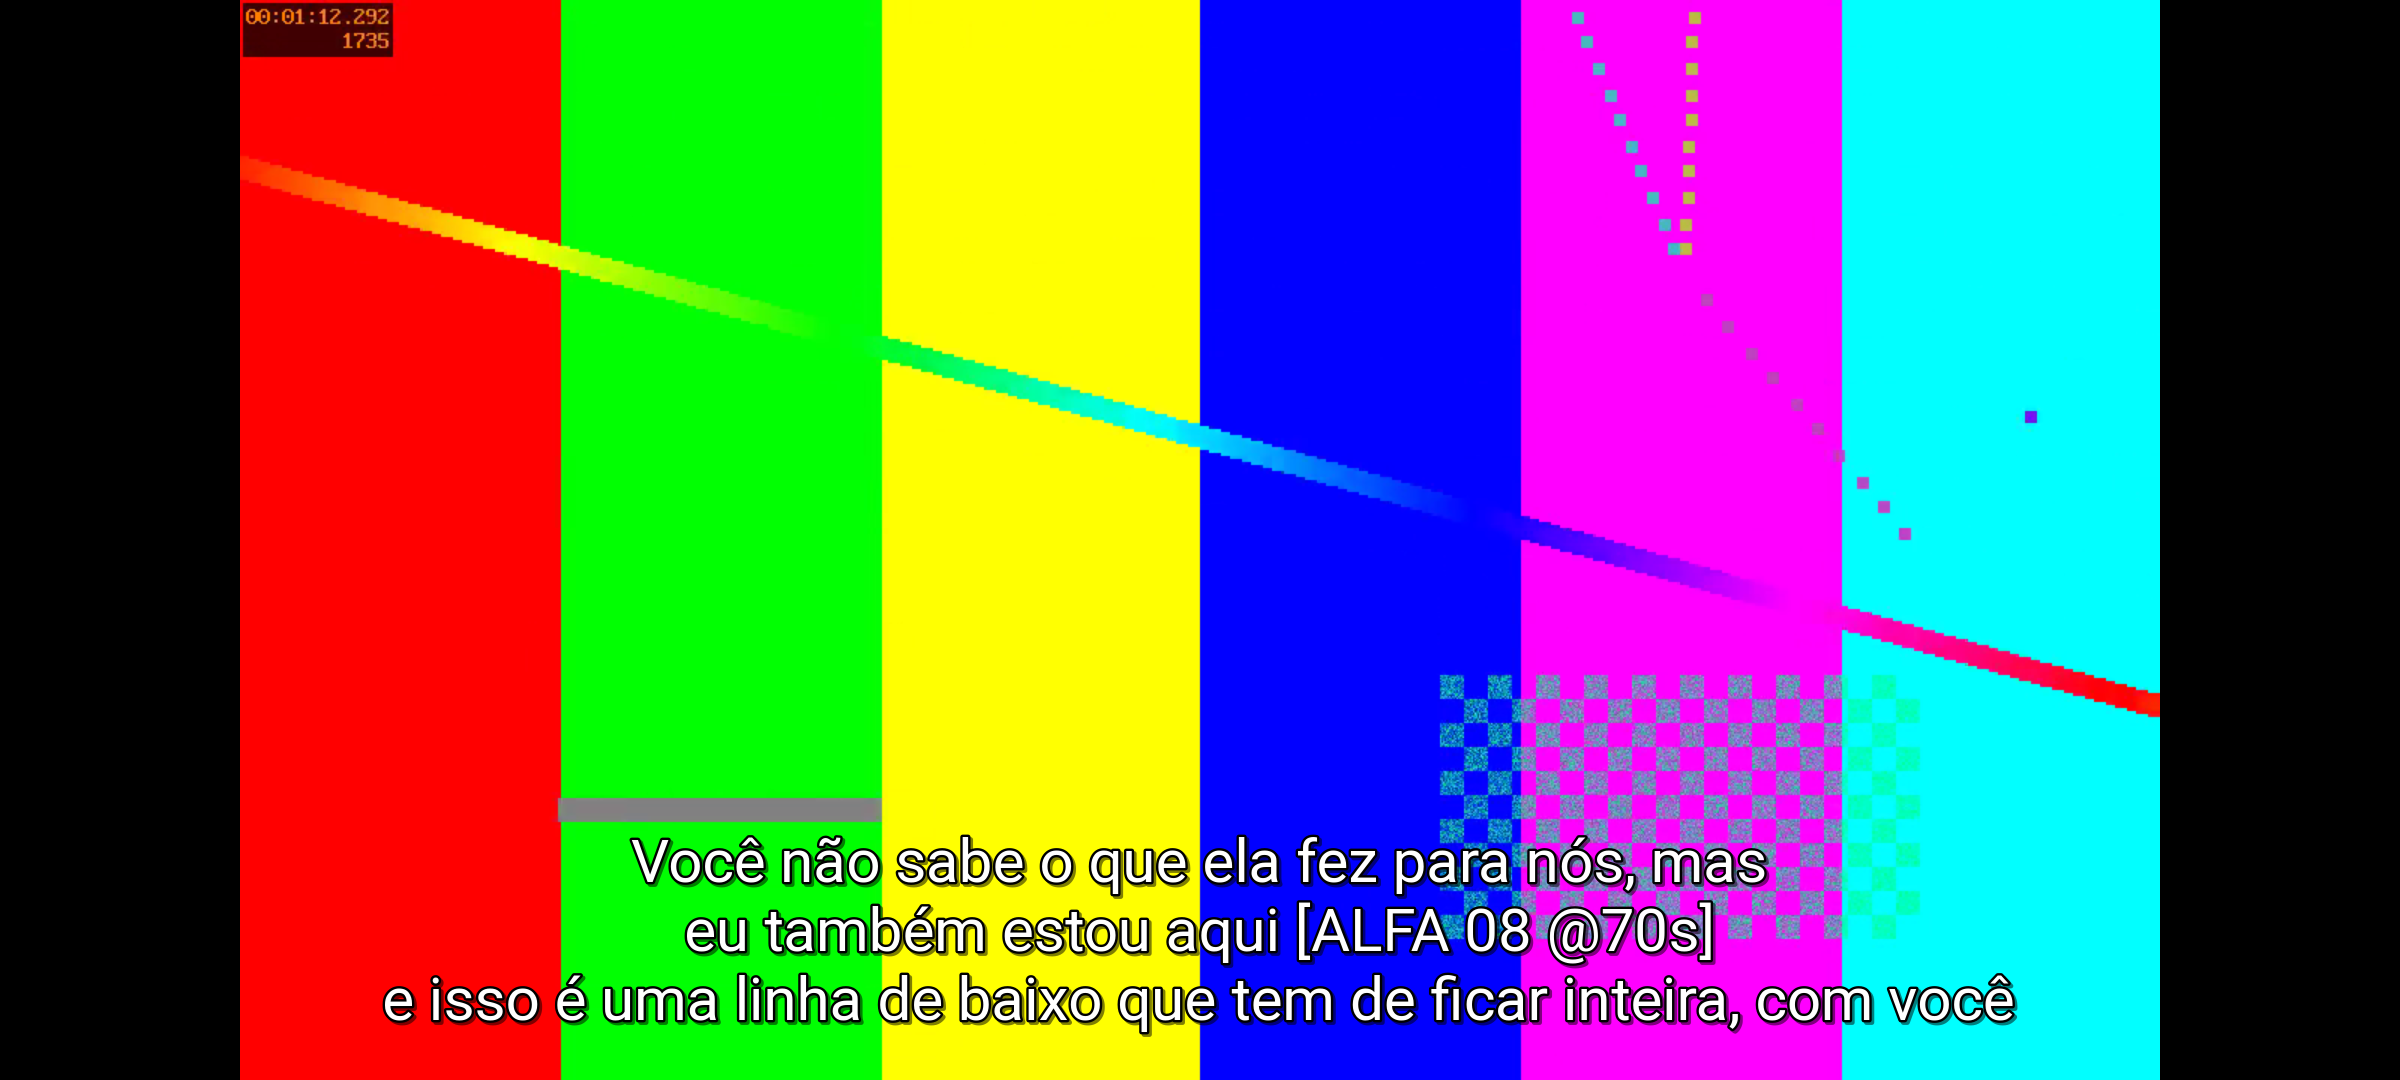 00:01:12.292
1735
Você não sabe o que ela fez para nós, mas
eu também estou aqui [ALFA 08 @70s]
e isso é uma linha de baixo que tem de ficar inteira, com você